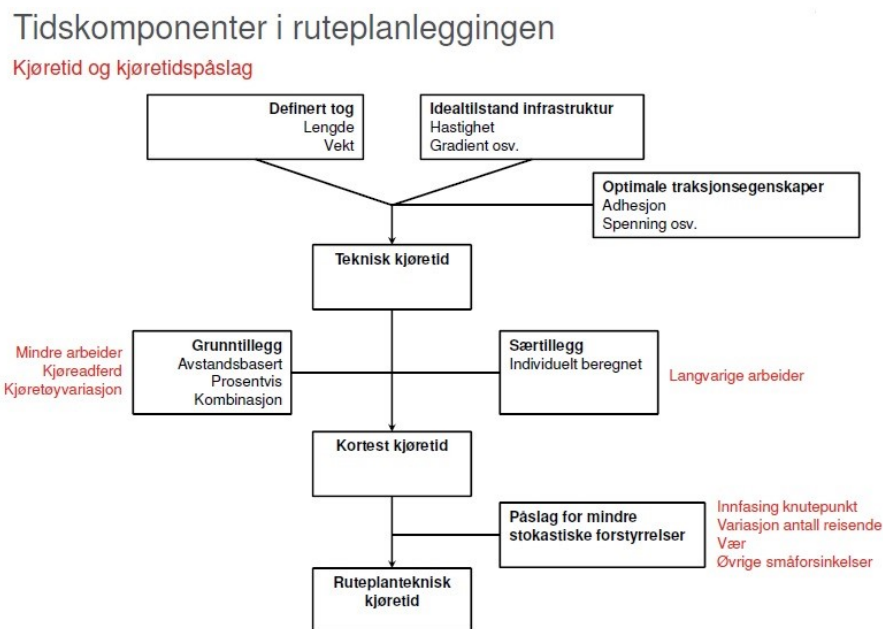 Tidskomponenter i ruteplanleggingen
Kjøretid og kjøretidspåslag
Definert tog
Lengde
Vekt
Idealtilstand infrastruktur
Hastighet
Gradient osv.
Optimale traksjonsegenskaper
Adhesjon
Spenning osv.
Teknisk kjøretid
Mindre arbeider
Kjøreadferd
Kjøretøyvariasjon
Grunntillegg
Avstandsbasert
Prosentvis
Kombinasjon
Særtillegg
Individuelt beregnet
Langvarige arbeider
Kortest kjøretid
Påslag for mindre
stokastiske forstyrrelser
Innfasing knutepunkt
Variasjon antall reisende
Vær
Øvrige småforsinkelser
Ruteplanteknisk
kjøretid